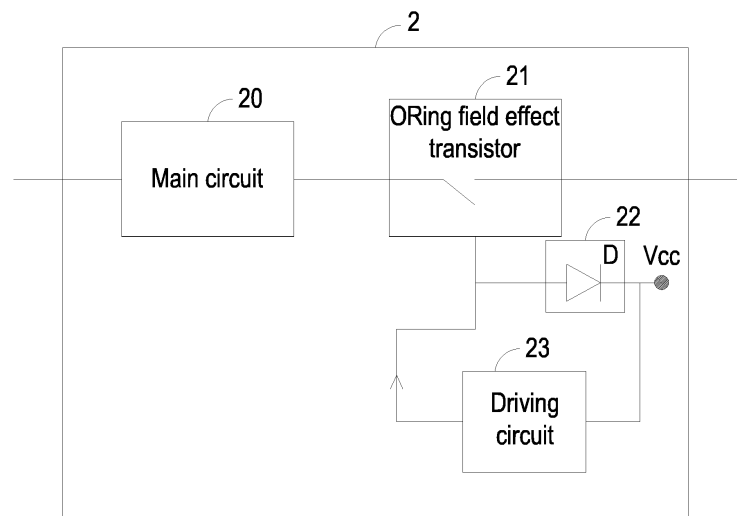 2
20
21
Main circuit
ORing field effect
transistor
22
D
Vcc
23
Driving
circuit